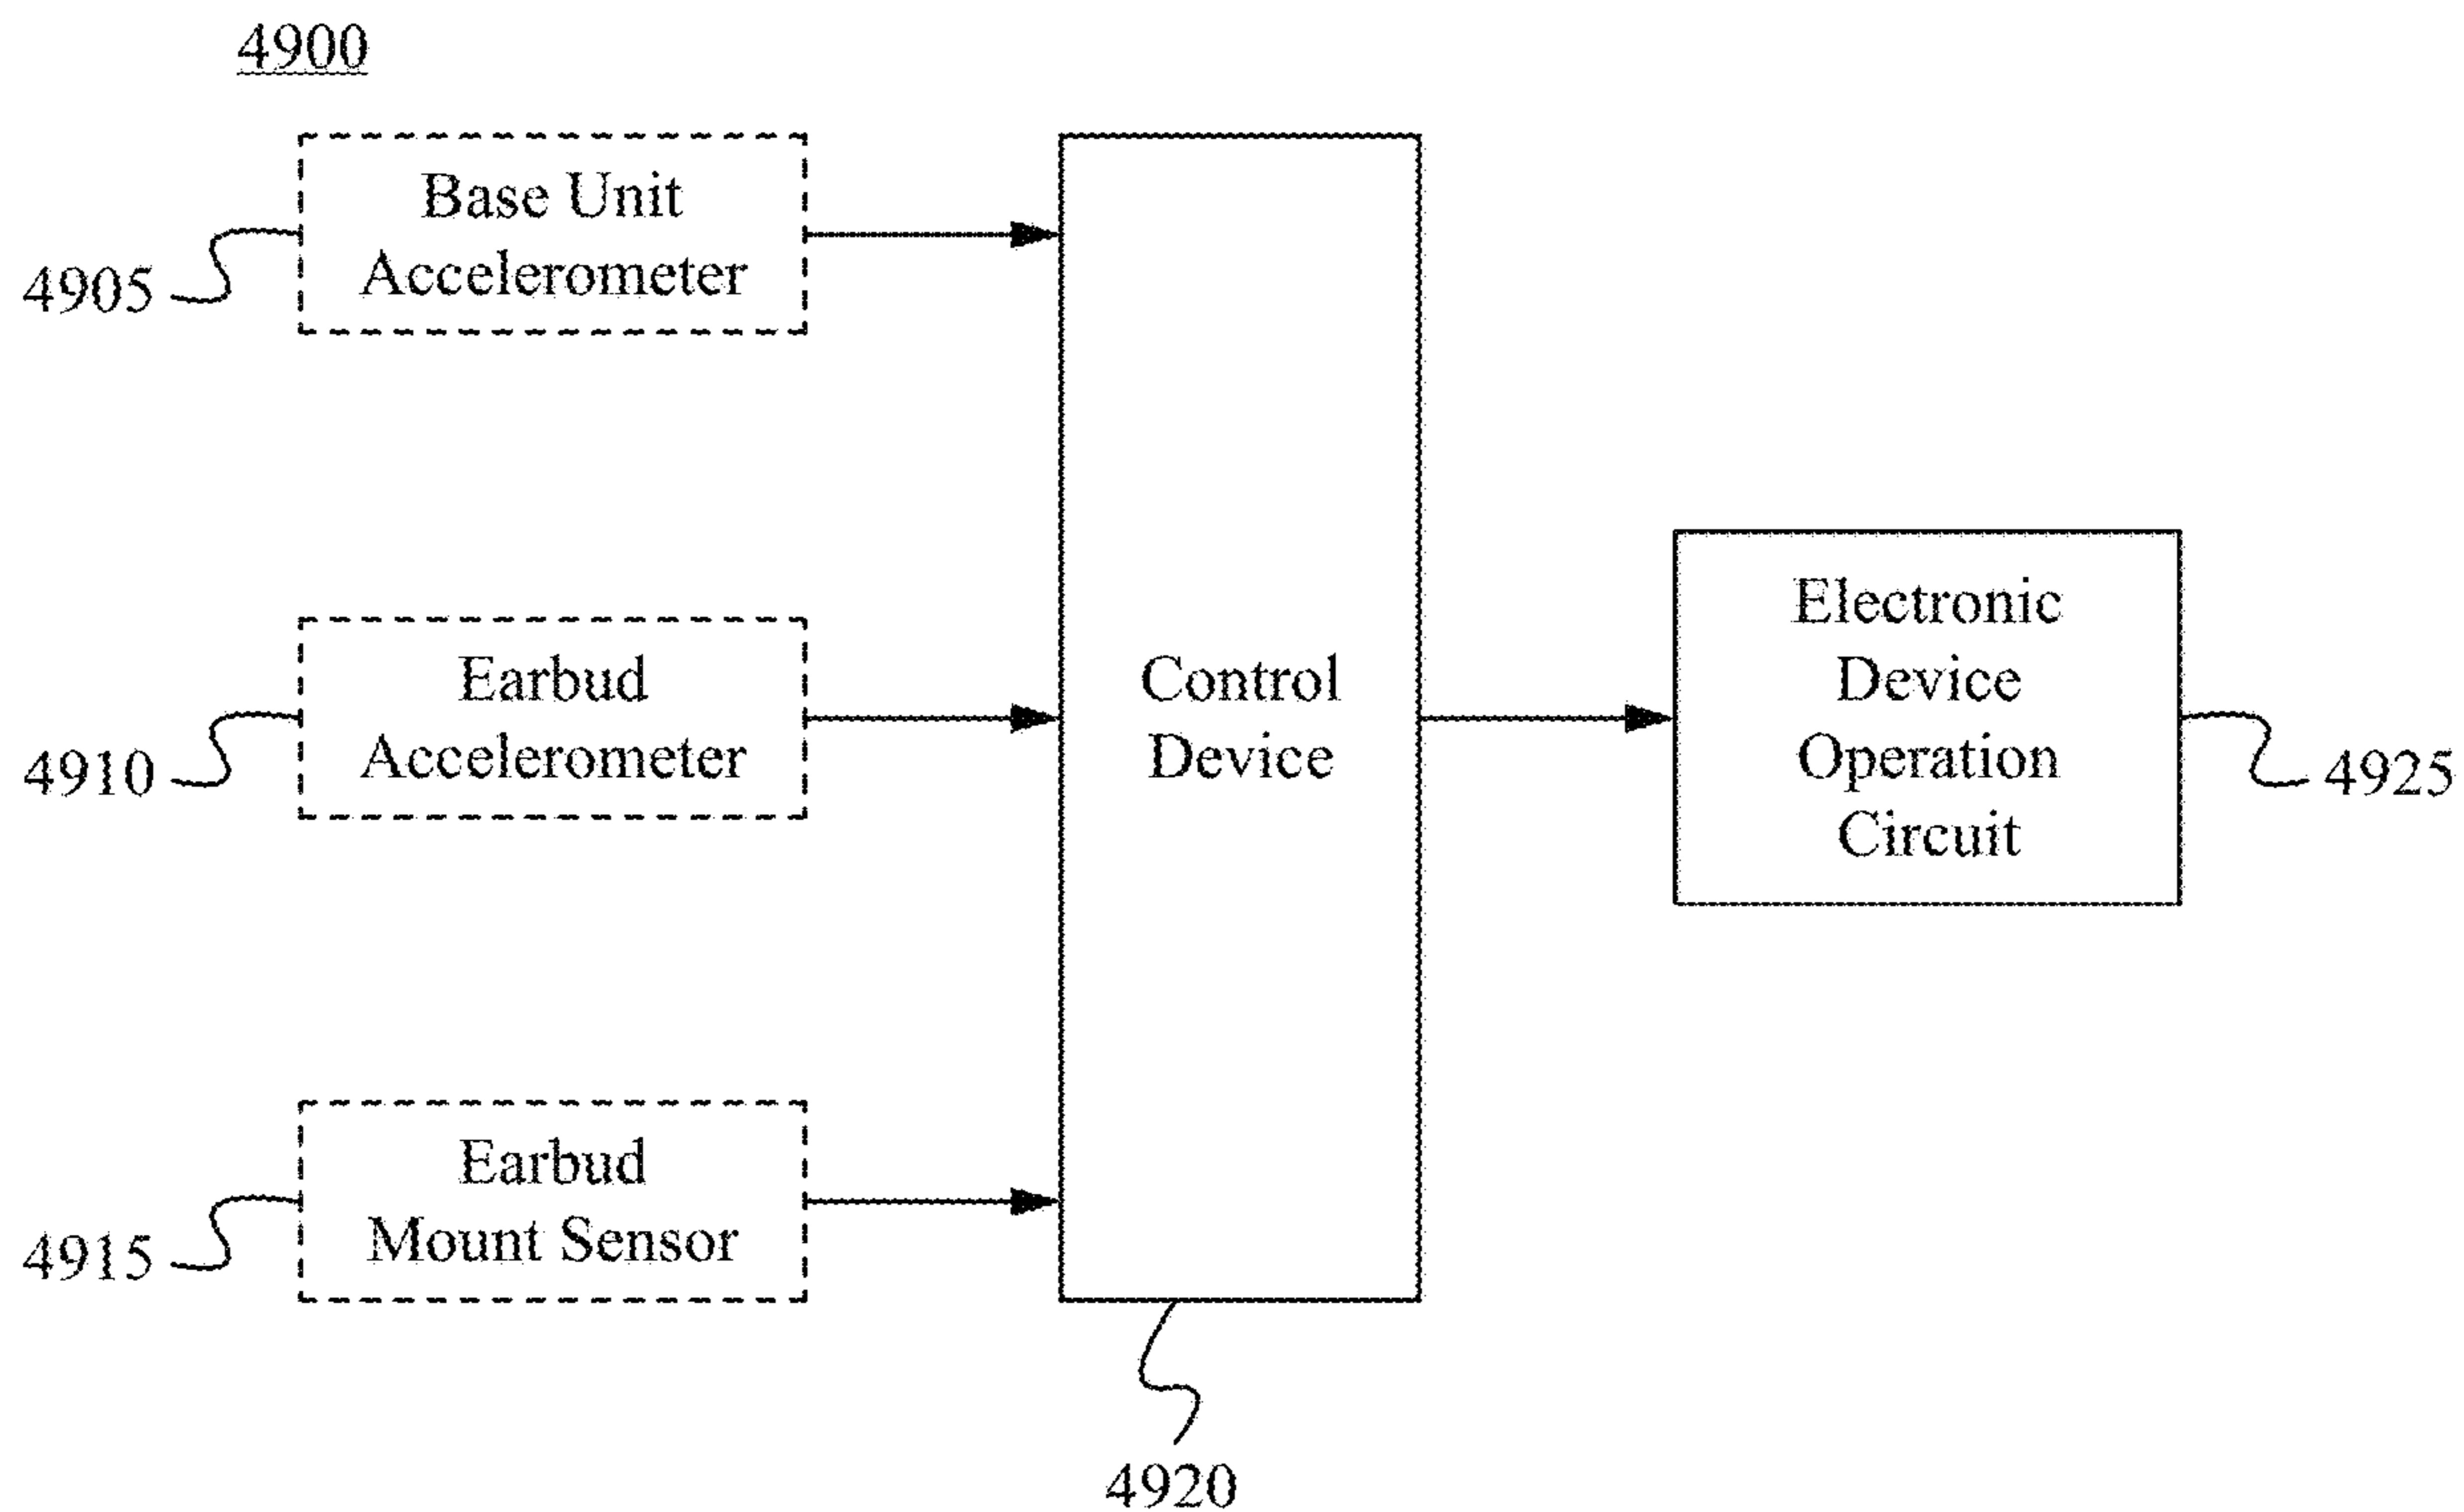 4900
Base Unit
Accelerometer
4905
Earbud
Accelerometer
4910
Earbud
Mount Sensor
4915
Control
Device
4920
Electronic
Device
Operation
Circuit
4925